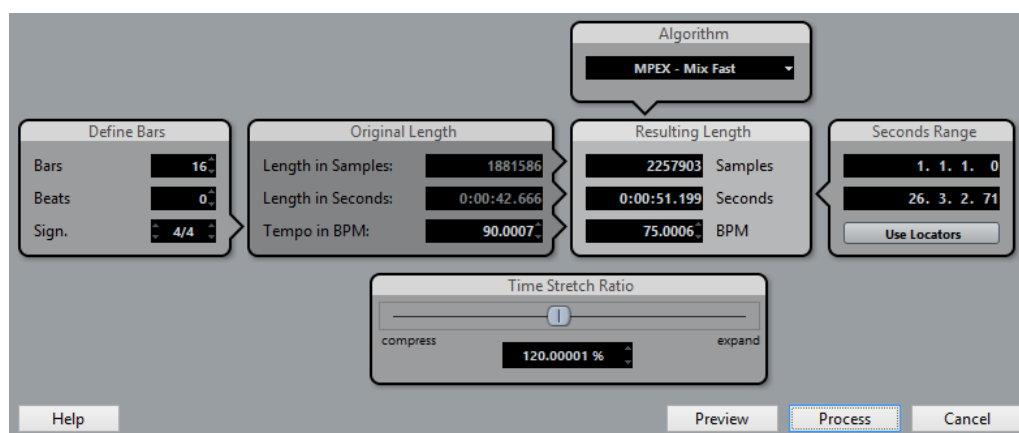 Algorithm
MPEX - Mix Fast
Define Bars
Bars 16
Beats 0
Sign. 4/4
Original Length
Length in Samples: 1881586
Length in Seconds: 0:00:42.666
Tempo in BPM: 90.0007
Resulting Length
2257903 Samples
0:00:51.199 Seconds
75.0006 BPM
Seconds Range
1. 1. 1. 0
26. 3. 2. 71
Use Locators
Time Stretch Ratio
compress expand
120.00001 %
Help Preview Process Cancel